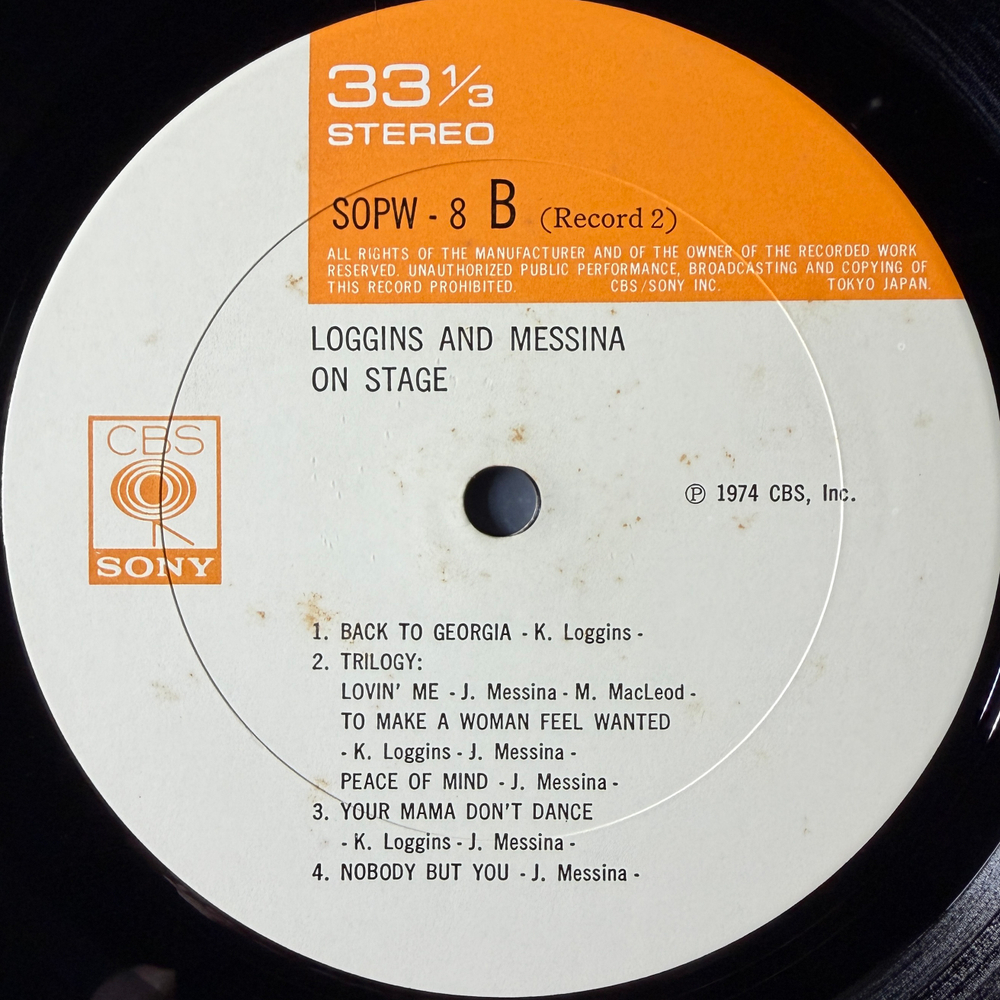 33 1/3
STEREO
SOPW - 8 B (Record 2)
ALL RIGHTS OF THE MANUFACTURER AND OF THE OWNER OF THE RECORDED WORK
RESERVED. UNAUTHORIZED PUBLIC PERFORMANCE, BROADCASTING AND COPYING OF
THIS RECORD PROHIBITED. CBS/SONY INC. TOKYO JAPAN.
LOGGINS AND MESSINA
ON STAGE
CBS
SONY
℗ 1974 CBS, Inc.
1. BACK TO GEORGIA - K. Loggins -
2. TRILOGY:
LOVIN' ME - J. Messina - M. MacLeod -
TO MAKE A WOMAN FEEL WANTED
- K. Loggins - J. Messina -
PEACE OF MIND - J. Messina -
3. YOUR MAMA DON'T DANCE
- K. Loggins - J. Messina -
4. NOBODY BUT YOU - J. Messina -